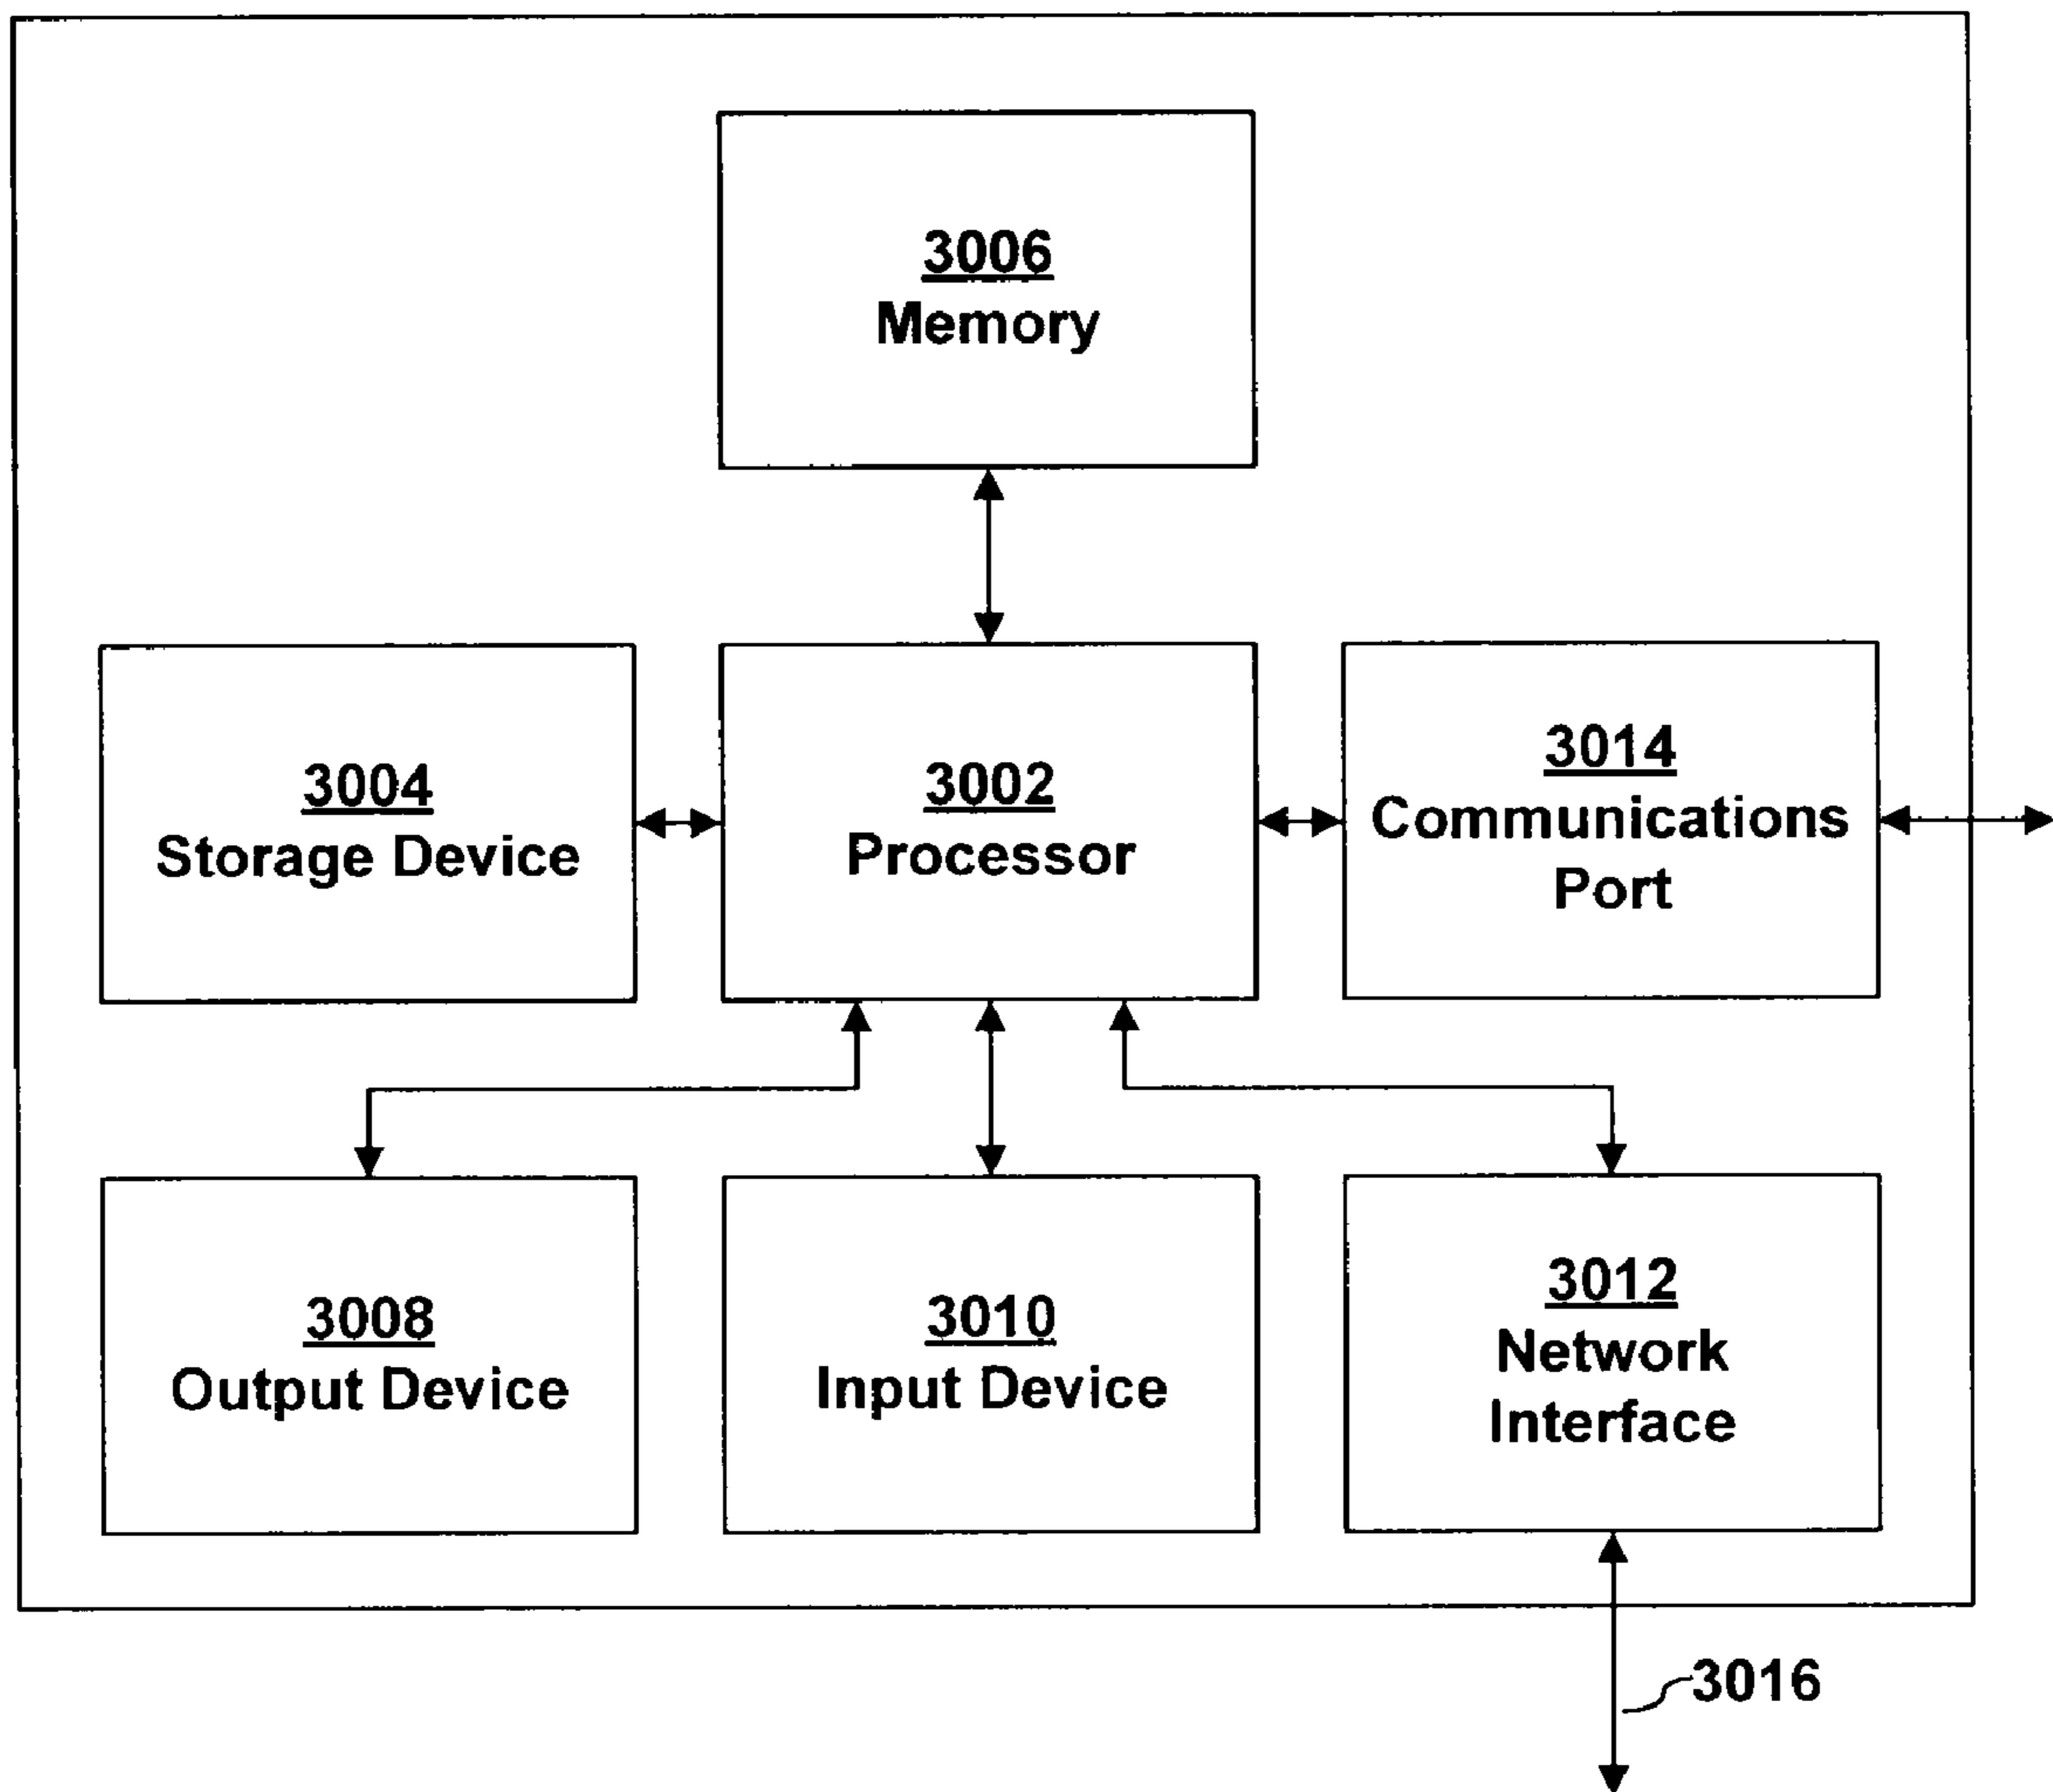 3006
Memory
3004
Storage Device
3002
Processor
3014
Communications
Port
3008
Output Device
3010
Input Device
3012
Network
Interface
3016